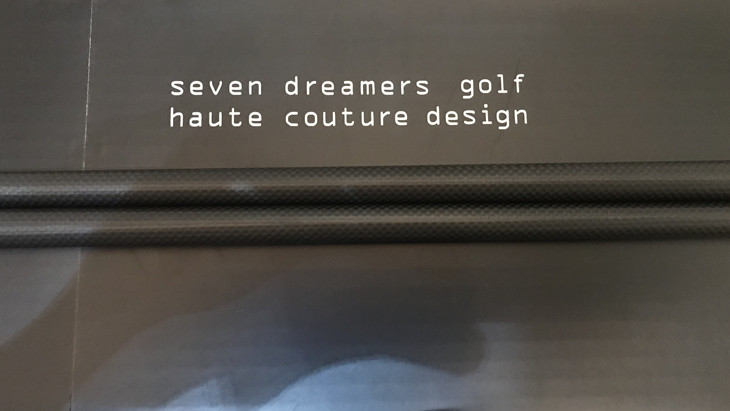 seven dreamers golf
haute couture design